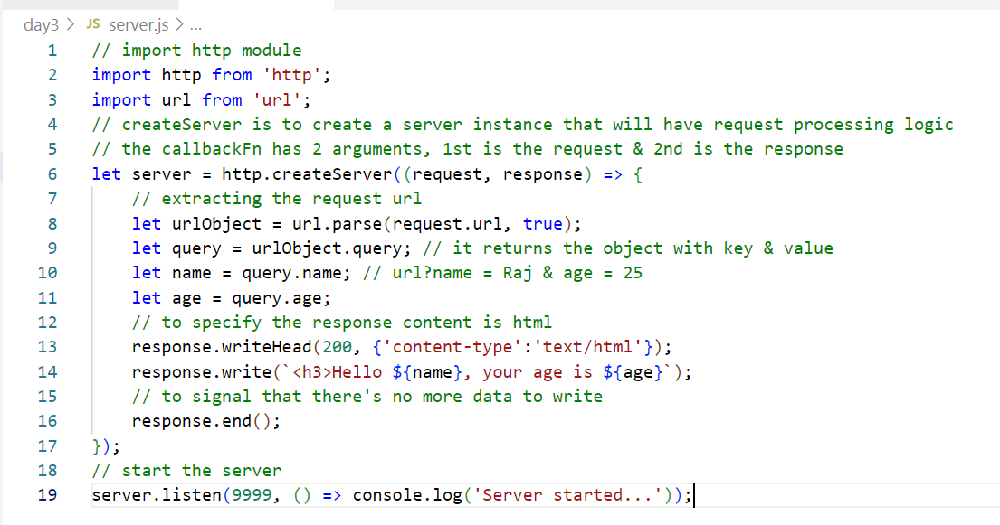 day3 > JS server.js > ...
1 // import http module
2 import http from 'http';
3 import url from 'url';
4 // createServer is to create a server instance that will have request processing logic
5 // the callbackFn has 2 arguments, 1st is the request & 2nd is the response
6 let server = http.createServer((request, response) => {
7     // extracting the request url
8     let urlObject = url.parse(request.url, true);
9     let query = urlObject.query; // it returns the object with key & value
10     let name = query.name; // url?name = Raj & age = 25
11     let age = query.age;
12     // to specify the response content is html
13     response.writeHead(200, {'content-type':'text/html'});
14     response.write(`<h3>Hello ${name}, your age is ${age}`);
15     // to signal that there's no more data to write
16     response.end();
17 });
18 // start the server
19 server.listen(9999, () => console.log('Server started...'));